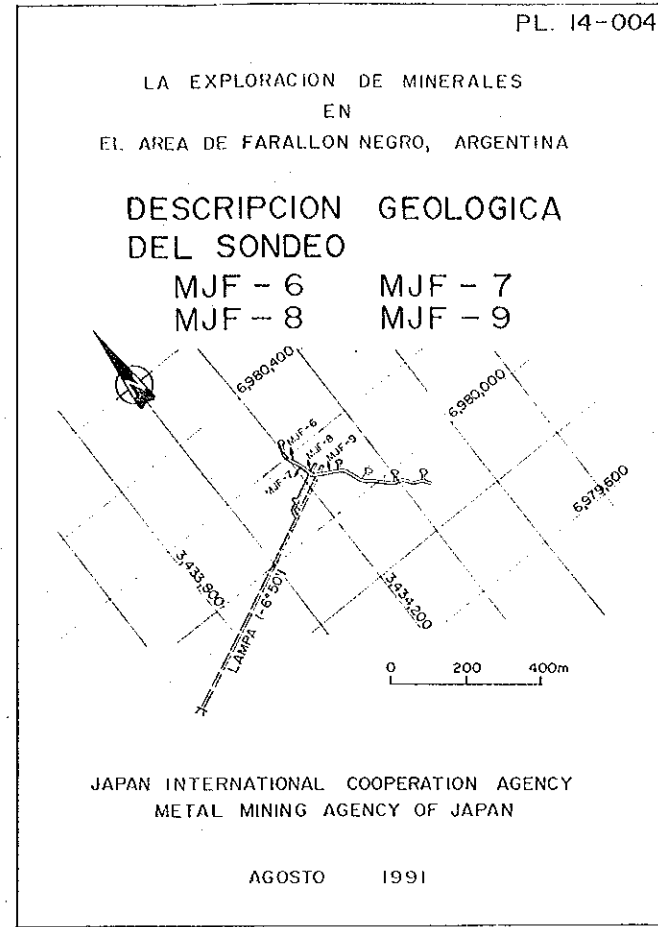 PL. 14-004
LA EXPLORACION DE MINERALES
EN
EL AREA DE FARALLON NEGRO, ARGENTINA
DESCRIPCION GEOLOGICA
DEL SONDEO
MJF - 6 MJF - 7
MJF - 8 MJF - 9
6,980,400
6,980,000
6,979,600
MJF-6
MJF-8
MJF-9
MJF-7
3,433,800
3,434,200
LAMPA (-6°50')
0 200 400m
JAPAN INTERNATIONAL COOPERATION AGENCY
METAL MINING AGENCY OF JAPAN
AGOSTO 1991